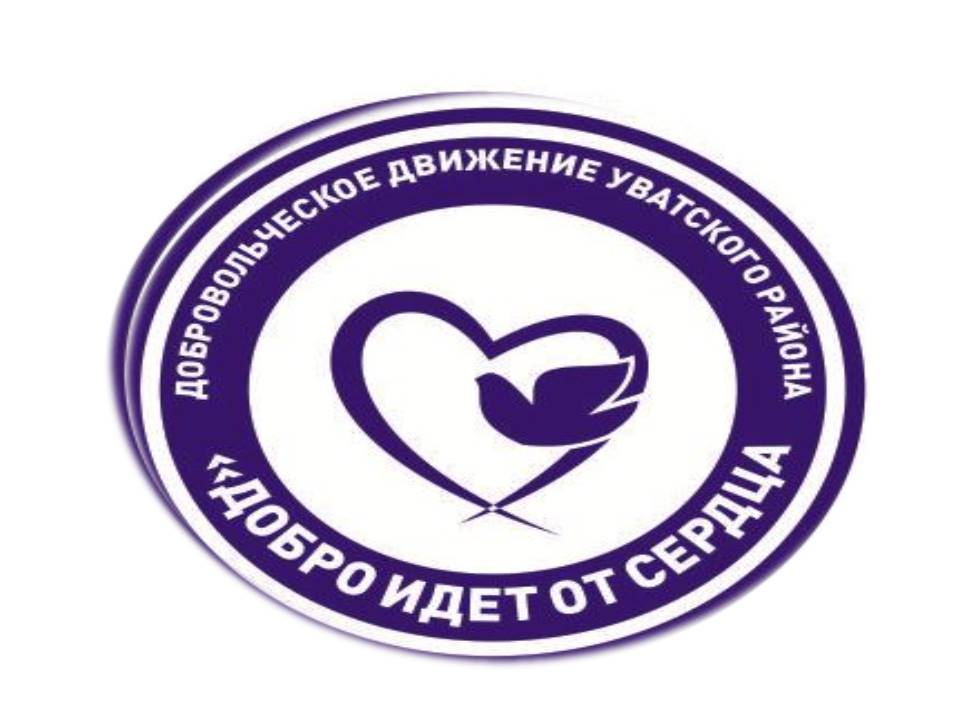 ДОБРОВОЛЬЧЕСКОЕ ДВИЖЕНИЕ УВАТСКОГО РАЙОНА
«ДОБРО ИДЕТ ОТ СЕРДЦА